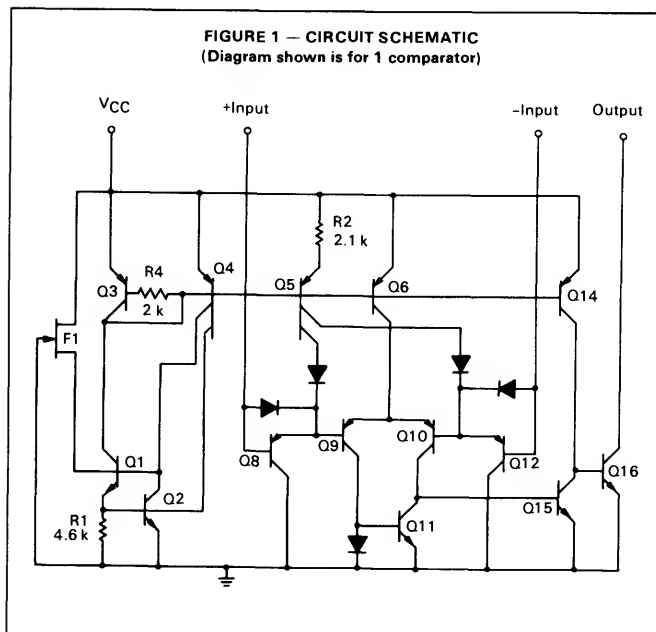 FIGURE 1 — CIRCUIT SCHEMATIC
(Diagram shown is for 1 comparator)
VCC
+Input
–Input
Output
R2
2.1 k
Q3
R4
2 k
Q4
Q5
Q6
Q14
F1
Q1
Q2
R1
4.6 k
Q8
Q9
Q10
Q12
Q11
Q15
Q16